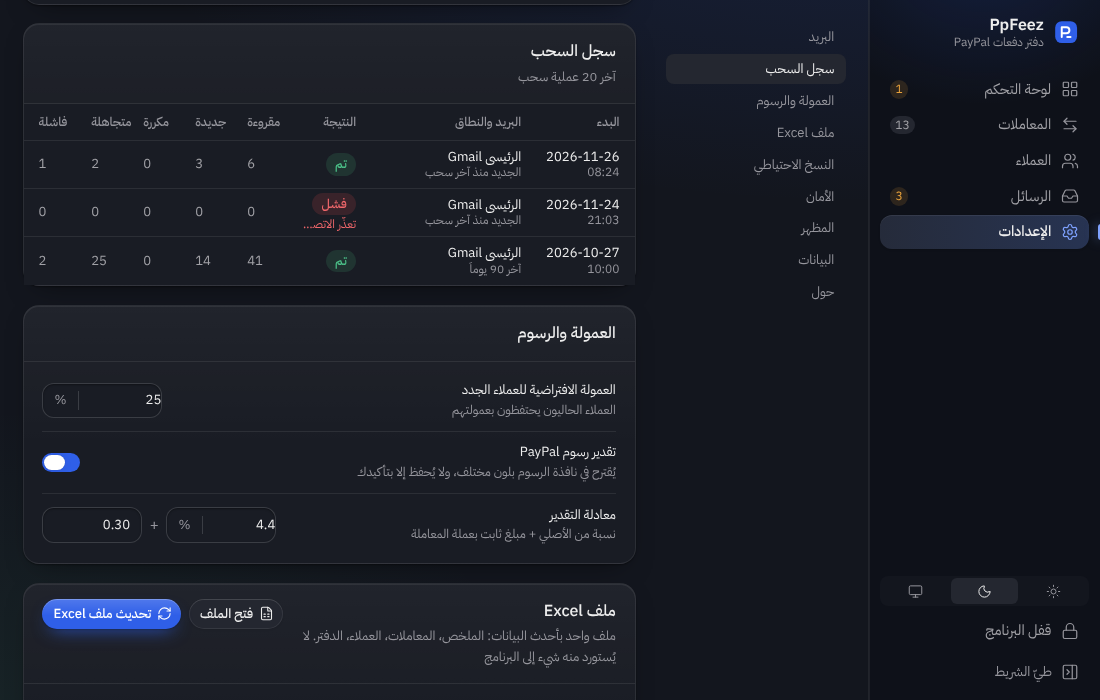 PpFeez
دفتر دفعات PayPal
لوحة التحكم 1
المعاملات 13
العملاء
الرسائل 3
الإعدادات
قفل البرنامج
طيّ الشريط
البريد
سجل السحب
العمولة والرسوم
ملف Excel
النسخ الاحتياطي
الأمان
المظهر
البيانات
حول
سجل السحب
آخر 20 عملية سحب
البدء البريد والنطاق النتيجة مقروءة جديدة مكررة متجاهلة فاشلة
2026-11-26 الرئيسي Gmail تم 6 3 0 2 1
08:24 الجديد منذ آخر سحب
2026-11-24 الرئيسي Gmail فشل 0 0 0 0 0
21:03 الجديد منذ آخر سحب تعذّر الاتصـ...
2026-10-27 الرئيسي Gmail تم 41 14 0 25 2
10:00 آخر 90 يوماً
العمولة والرسوم
العمولة الافتراضية للعملاء الجدد 25 %
العملاء الحاليون يحتفظون بعمولتهم
تقدير رسوم PayPal
يُقترح في نافذة الرسوم بلون مختلف، ولا يُحفظ إلا بتأكيدك
معادلة التقدير 4.4 % + 0.30
نسبة من الأصلي + مبلغ ثابت بعملة المعاملة
ملف Excel فتح الملف تحديث ملف Excel
ملف واحد بأحدث البيانات: الملخص، المعاملات، العملاء، الدفتر. لا
يُستورد منه شيء إلى البرنامج